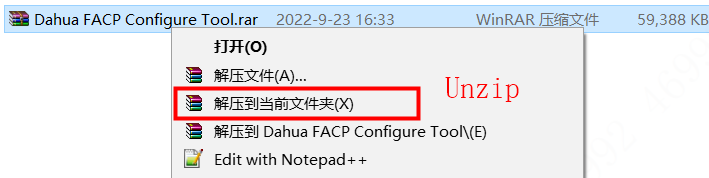 Dahua FACP Configure Tool.rar 2022-9-23 16:33 WinRAR 压缩文件 59,388 KB
打开(O)
解压文件(A)...
解压到当前文件夹(X)
Unzip
解压到 Dahua FACP Configure Tool\(E)
Edit with Notepad++